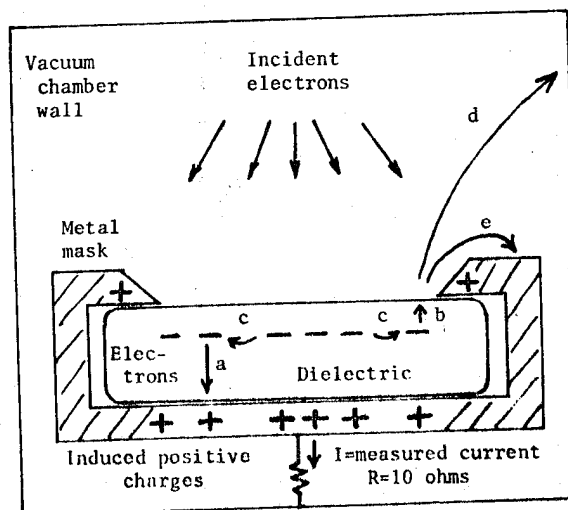 Vacuum
chamber
wall
Incident
electrons
d
Metal
mask
e
+
+
c
c
b
Elec-
trons
a
Dielectric
+ + + + + +
Induced positive
charges
I=measured current
R=10 ohms